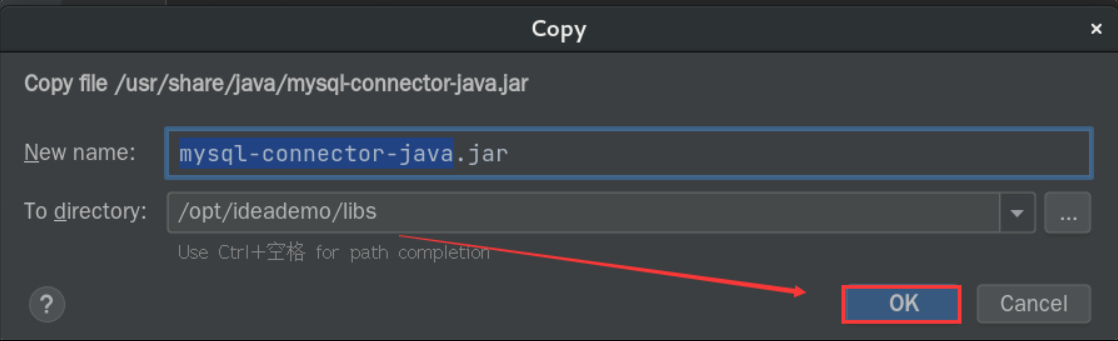 Copy
×
Copy file /usr/share/java/mysql-connector-java.jar
New name: mysql-connector-java.jar
To directory: /opt/ideademo/libs ...
Use Ctrl+空格 for path completion
? OK Cancel